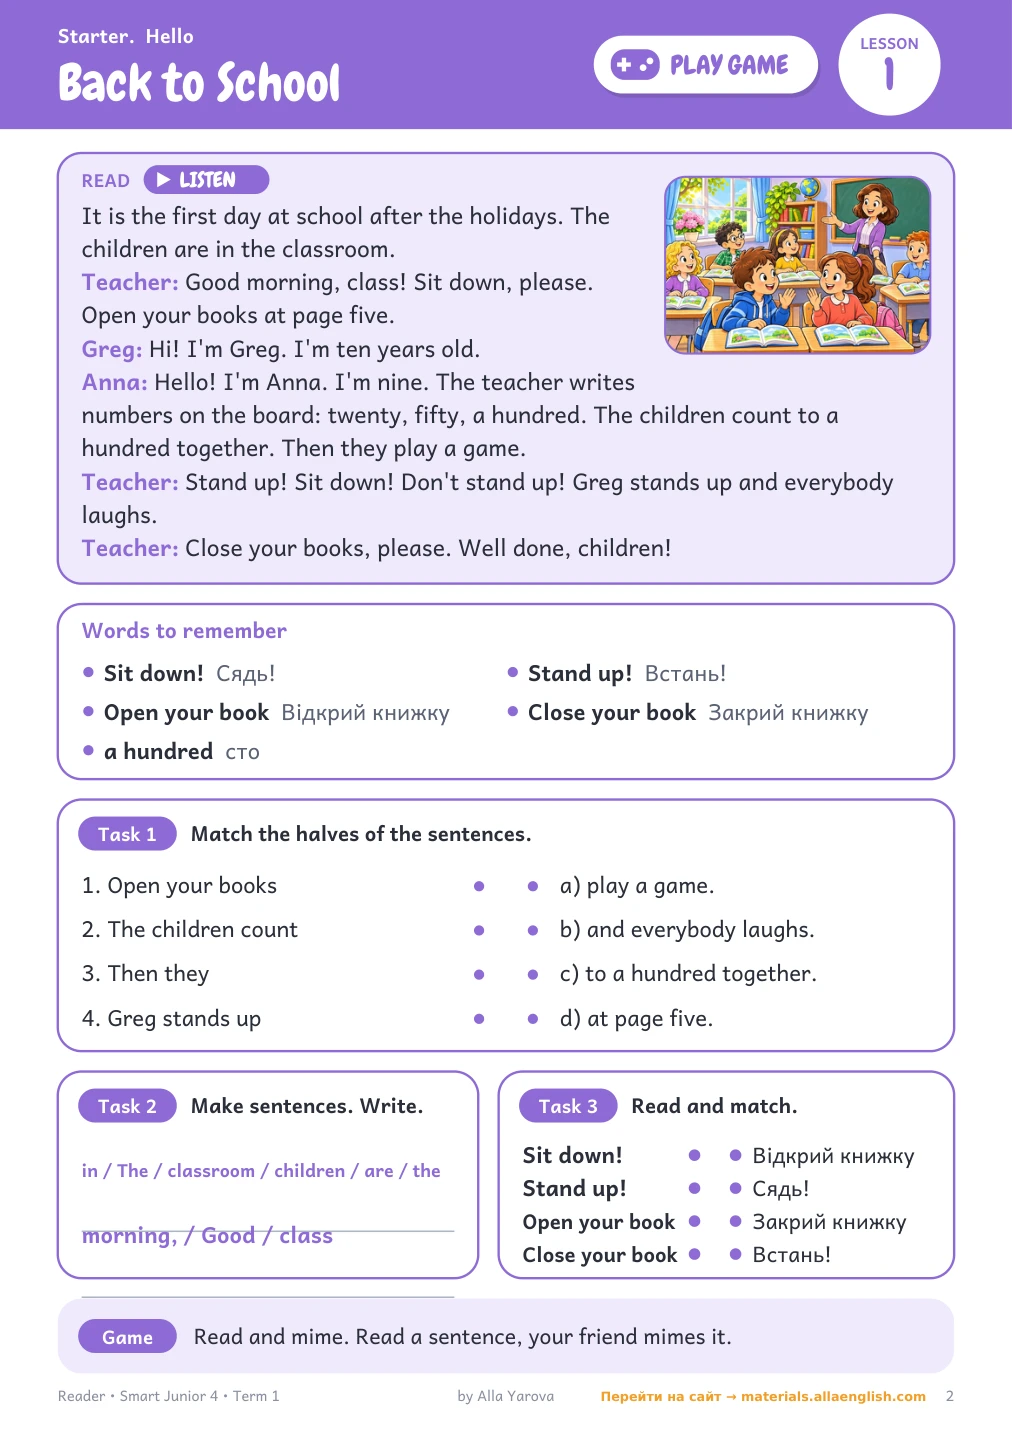 Starter. Hello
Back to School
PLAY GAME
LESSON
1
READ
LISTEN
It is the first day at school after the holidays. The
children are in the classroom.
Teacher: Good morning, class! Sit down, please.
Open your books at page five.
Greg: Hi! I'm Greg. I'm ten years old.
Anna: Hello! I'm Anna. I'm nine. The teacher writes
numbers on the board: twenty, fifty, a hundred. The children count to a
hundred together. Then they play a game.
Teacher: Stand up! Sit down! Don't stand up! Greg stands up and everybody
laughs.
Teacher: Close your books, please. Well done, children!
Words to remember
• Sit down! Сядь!
• Stand up! Встань!
• Open your book Відкрий книжку
• Close your book Закрий книжку
• a hundred сто
Task 1 Match the halves of the sentences.
1. Open your books • • a) play a game.
2. The children count • • b) and everybody laughs.
3. Then they • • c) to a hundred together.
4. Greg stands up • • d) at page five.
Task 2 Make sentences. Write.
in / The / classroom / children / are / the
morning, / Good / class
Task 3 Read and match.
Sit down! • • Відкрий книжку
Stand up! • • Сядь!
Open your book • • Закрий книжку
Close your book • • Встань!
Game Read and mime. Read a sentence, your friend mimes it.
Reader • Smart Junior 4 • Term 1
by Alla Yarova
Перейти на сайт → materials.allaenglish.com
2